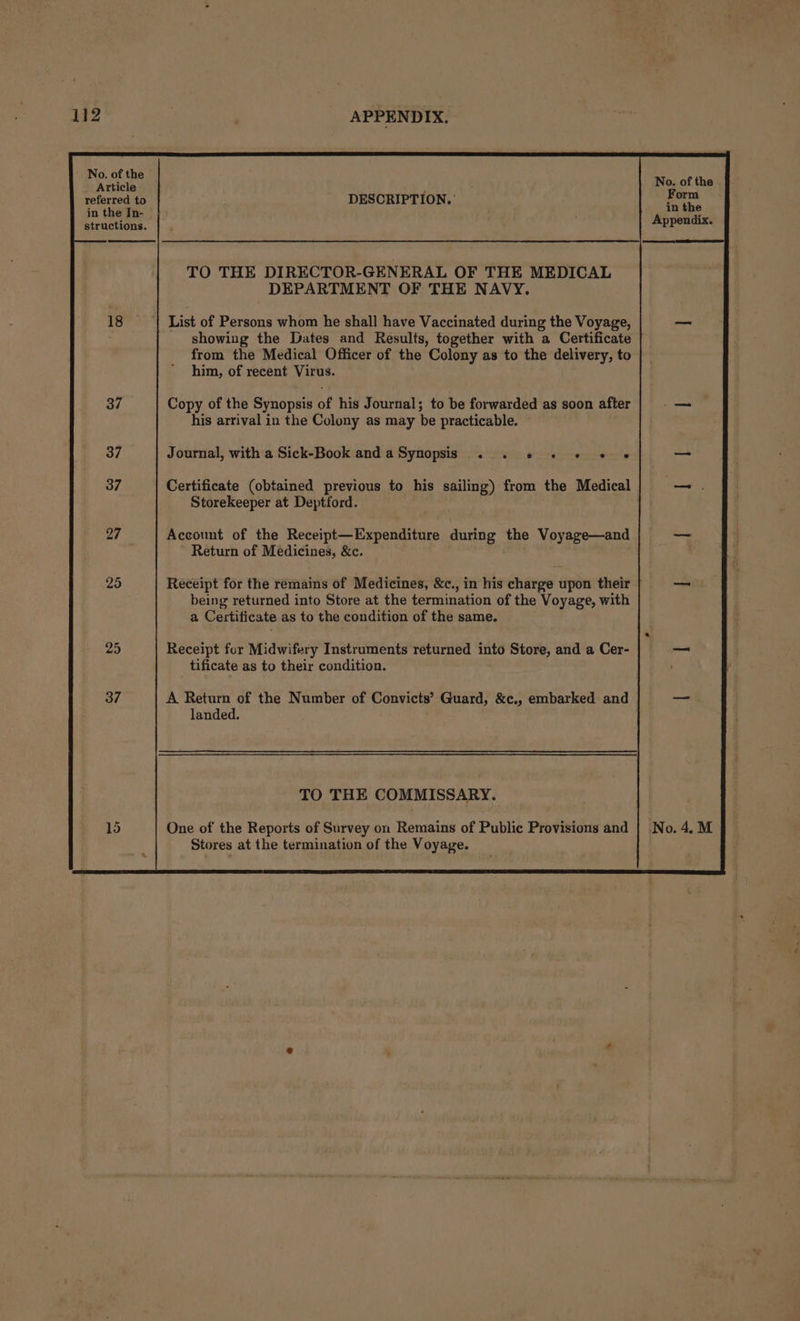 112
APPENDIX.
No. of the
Article
referred to
in the In-
structions.
DESCRIPTION.
No. of the
Form
in the
Appendix.
TO THE DIRECTOR-GENERAL OF THE MEDICAL
DEPARTMENT OF THE NAVY.
18 List of Persons whom he shall have Vaccinated during the Voyage, —
showing the Dates and Results, together with a Certificate
from the Medical Officer of the Colony as to the delivery, to
him, of recent Virus.
37 Copy of the Synopsis of his Journal; to be forwarded as soon after —
his arrival in the Colony as may be practicable.
37 Journal, with a Sick-Book and a Synopsis . . . . . . . —
37 Certificate (obtained previous to his sailing) from the Medical —
Storekeeper at Deptford.
27 Account of the Receipt—Expenditure during the Voyage—and —
Return of Medicines, &c.
25 Receipt for the remains of Medicines, &c., in his charge upon their —
being returned into Store at the termination of the Voyage, with
a Certificate as to the condition of the same.
25 Receipt for Midwifery Instruments returned into Store, and a Cer- —
tificate as to their condition.
37 A Return of the Number of Convicts’ Guard, &c., embarked and —
landed.
TO THE COMMISSARY.
15 One of the Reports of Survey on Remains of Public Provisions and No. 4. M
Stores at the termination of the Voyage.